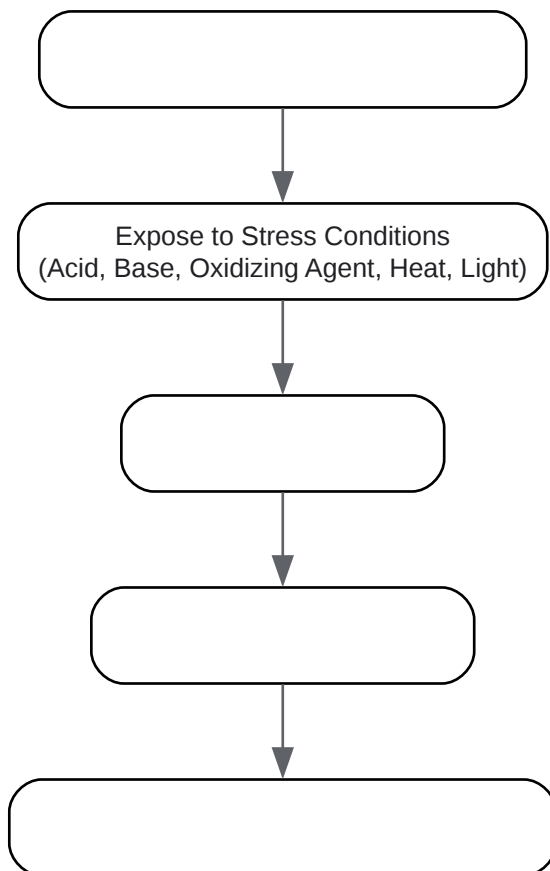 Expose to Stress Conditions
(Acid, Base, Oxidizing Agent, Heat, Light)